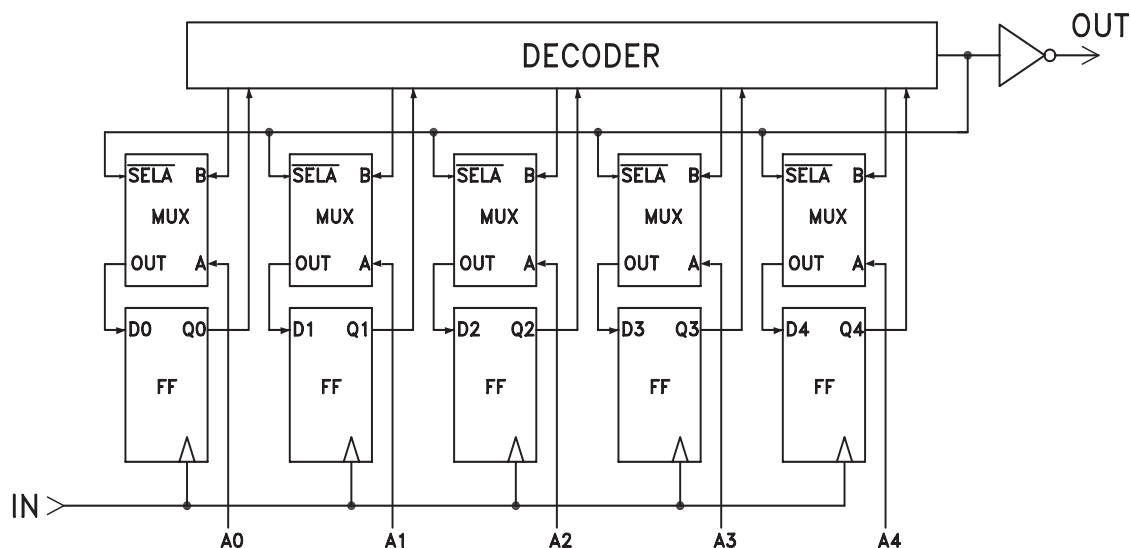 OUT
DECODER
SELA B SELA B SELA B SELA B SELA B
MUX MUX MUX MUX MUX
OUT A OUT A OUT A OUT A OUT A
D0 Q0 D1 Q1 D2 Q2 D3 Q3 D4 Q4
FF FF FF FF FF
IN
A0 A1 A2 A3 A4